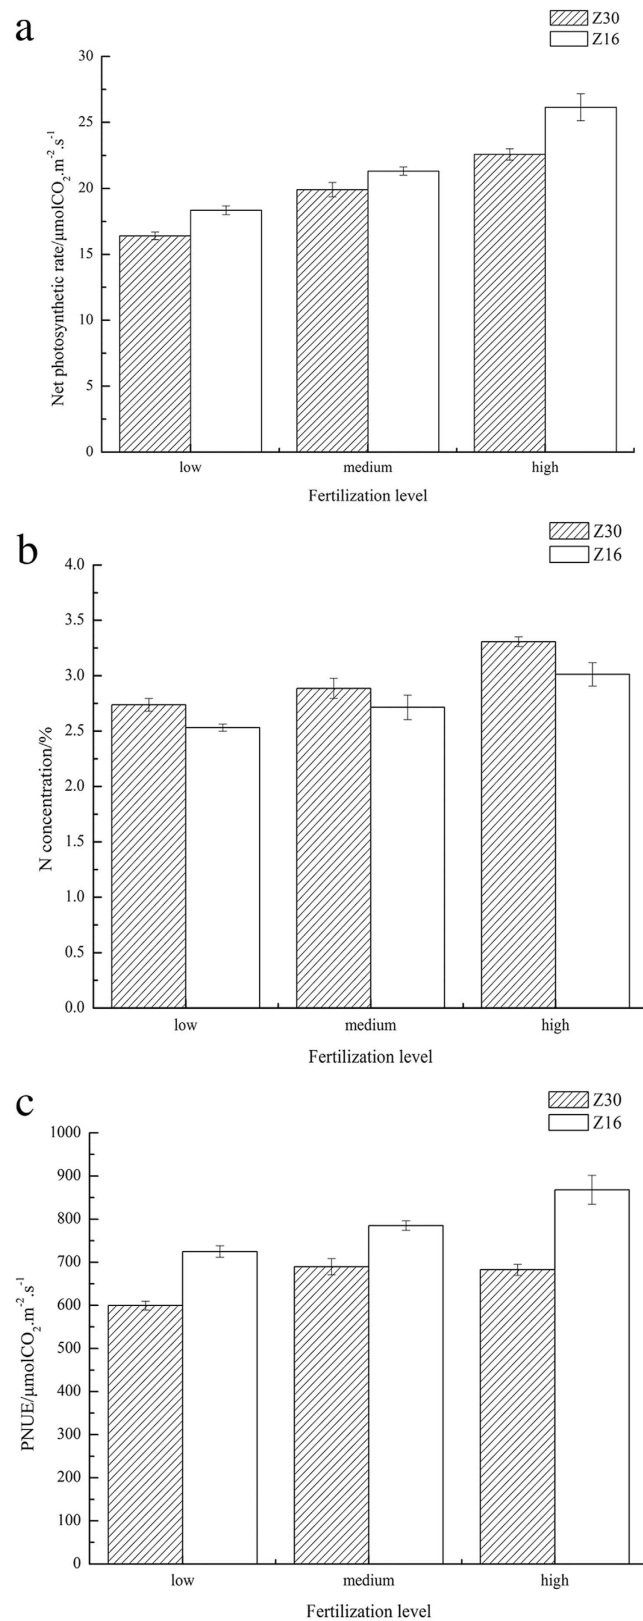 a
Z30
Z16
30
25
20
15
10
5
0
Net photosynthetic rate/μmolCO₂.m⁻².s⁻¹
low medium high
Fertilization level
b
Z30
Z16
4.0
3.5
3.0
2.5
2.0
1.5
1.0
0.5
0.0
N concentration/%
low medium high
Fertilization level
c
Z30
Z16
1000
900
800
700
600
500
400
300
200
100
0
PNUE/μmolCO₂.m⁻².s⁻¹
low medium high
Fertilization level